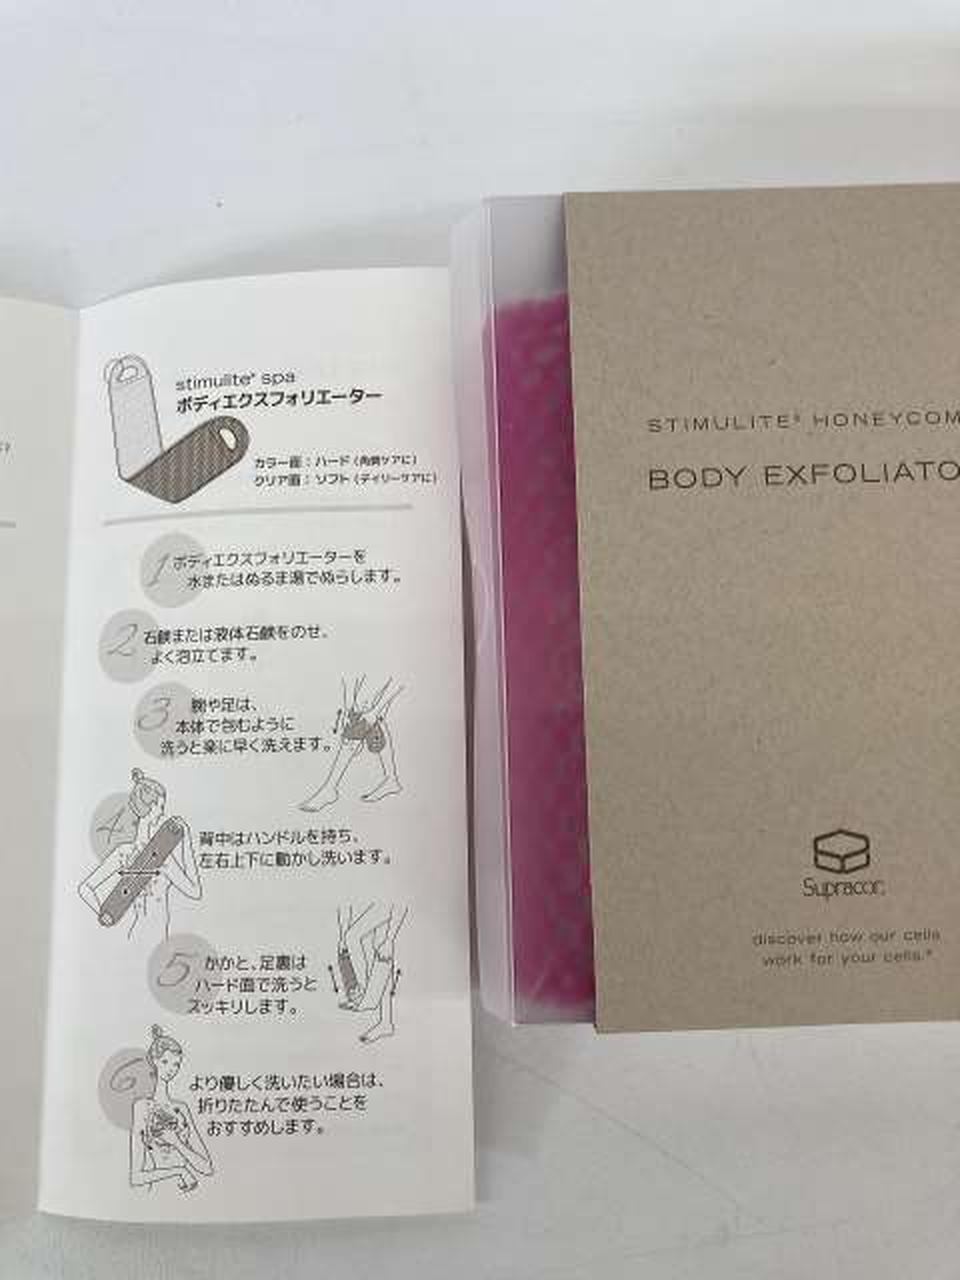 stimulite® spa
ボディエクスフォリエーター
カラー面：ハード（角質ケアに）
クリア面：ソフト（デイリーケアに）
1 ボディエクスフォリエーターを
水またはぬるま湯でぬらします。
2 石鹸または液体石鹸をのせ、
よく泡立てます。
3 腕や足は、
本体で包むように
洗うと楽に早く洗えます。
4 背中はハンドルを持ち、
左右上下に動かし洗います。
5 かかと、足裏は
ハード面で洗うと
スッキリします。
6 より優しく洗いたい場合は、
折りたたんで使うことを
おすすめします。
STIMULITE® HONEYCOM
BODY EXFOLIATO
Supracor
discover how our cells
work for your cells.®